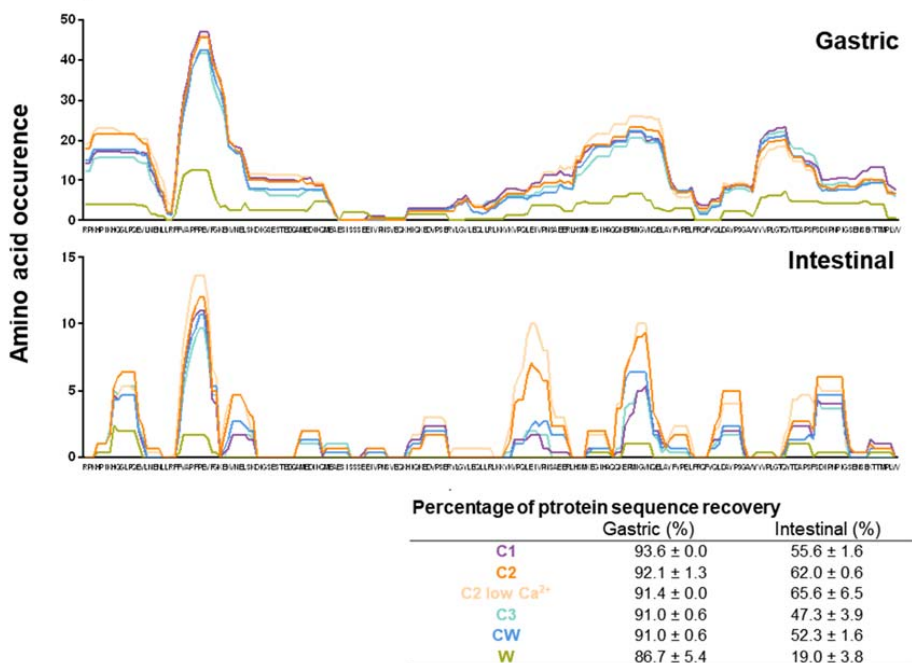 Gastric
50
40
30
20
10
0
Amino acid occurence
Intestinal
15
10
5
0
Percentage of ptrotein sequence recovery
Gastric (%) Intestinal (%)
C1 93.6 ± 0.0 55.6 ± 1.6
C2 92.1 ± 1.3 62.0 ± 0.6
C2 low Ca²⁺ 91.4 ± 0.0 65.6 ± 6.5
C3 91.0 ± 0.6 47.3 ± 3.9
CW 91.0 ± 0.6 52.3 ± 1.6
W 86.7 ± 5.4 19.0 ± 3.8